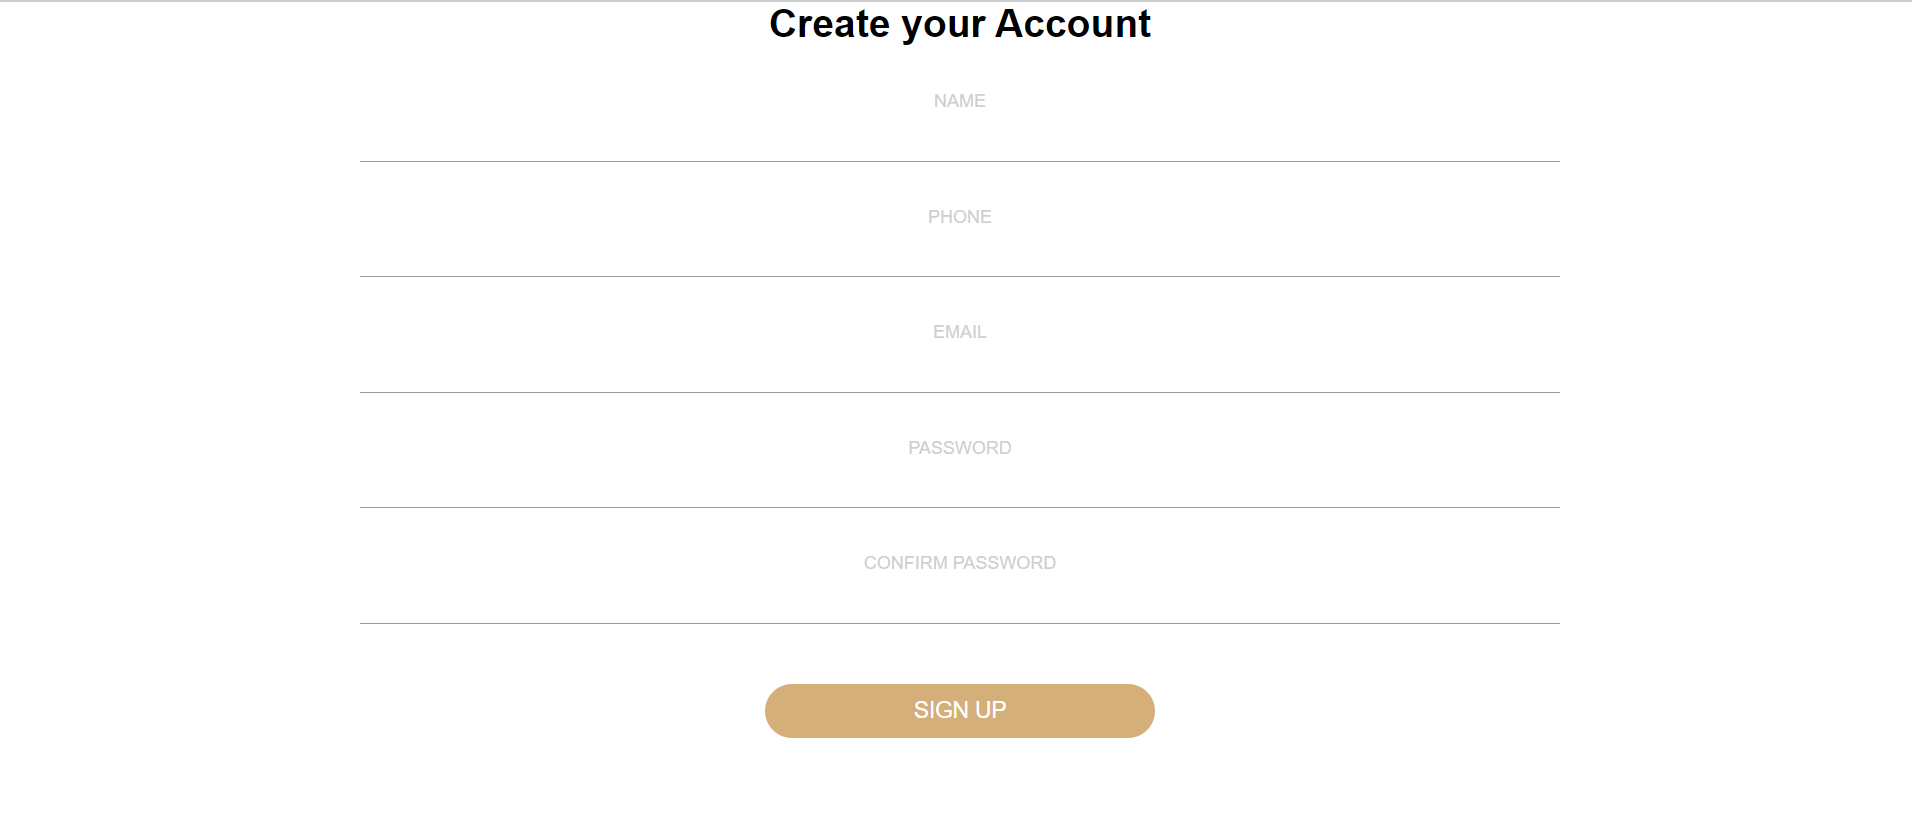 Create your Account
NAME
PHONE
EMAIL
PASSWORD
CONFIRM PASSWORD
SIGN UP